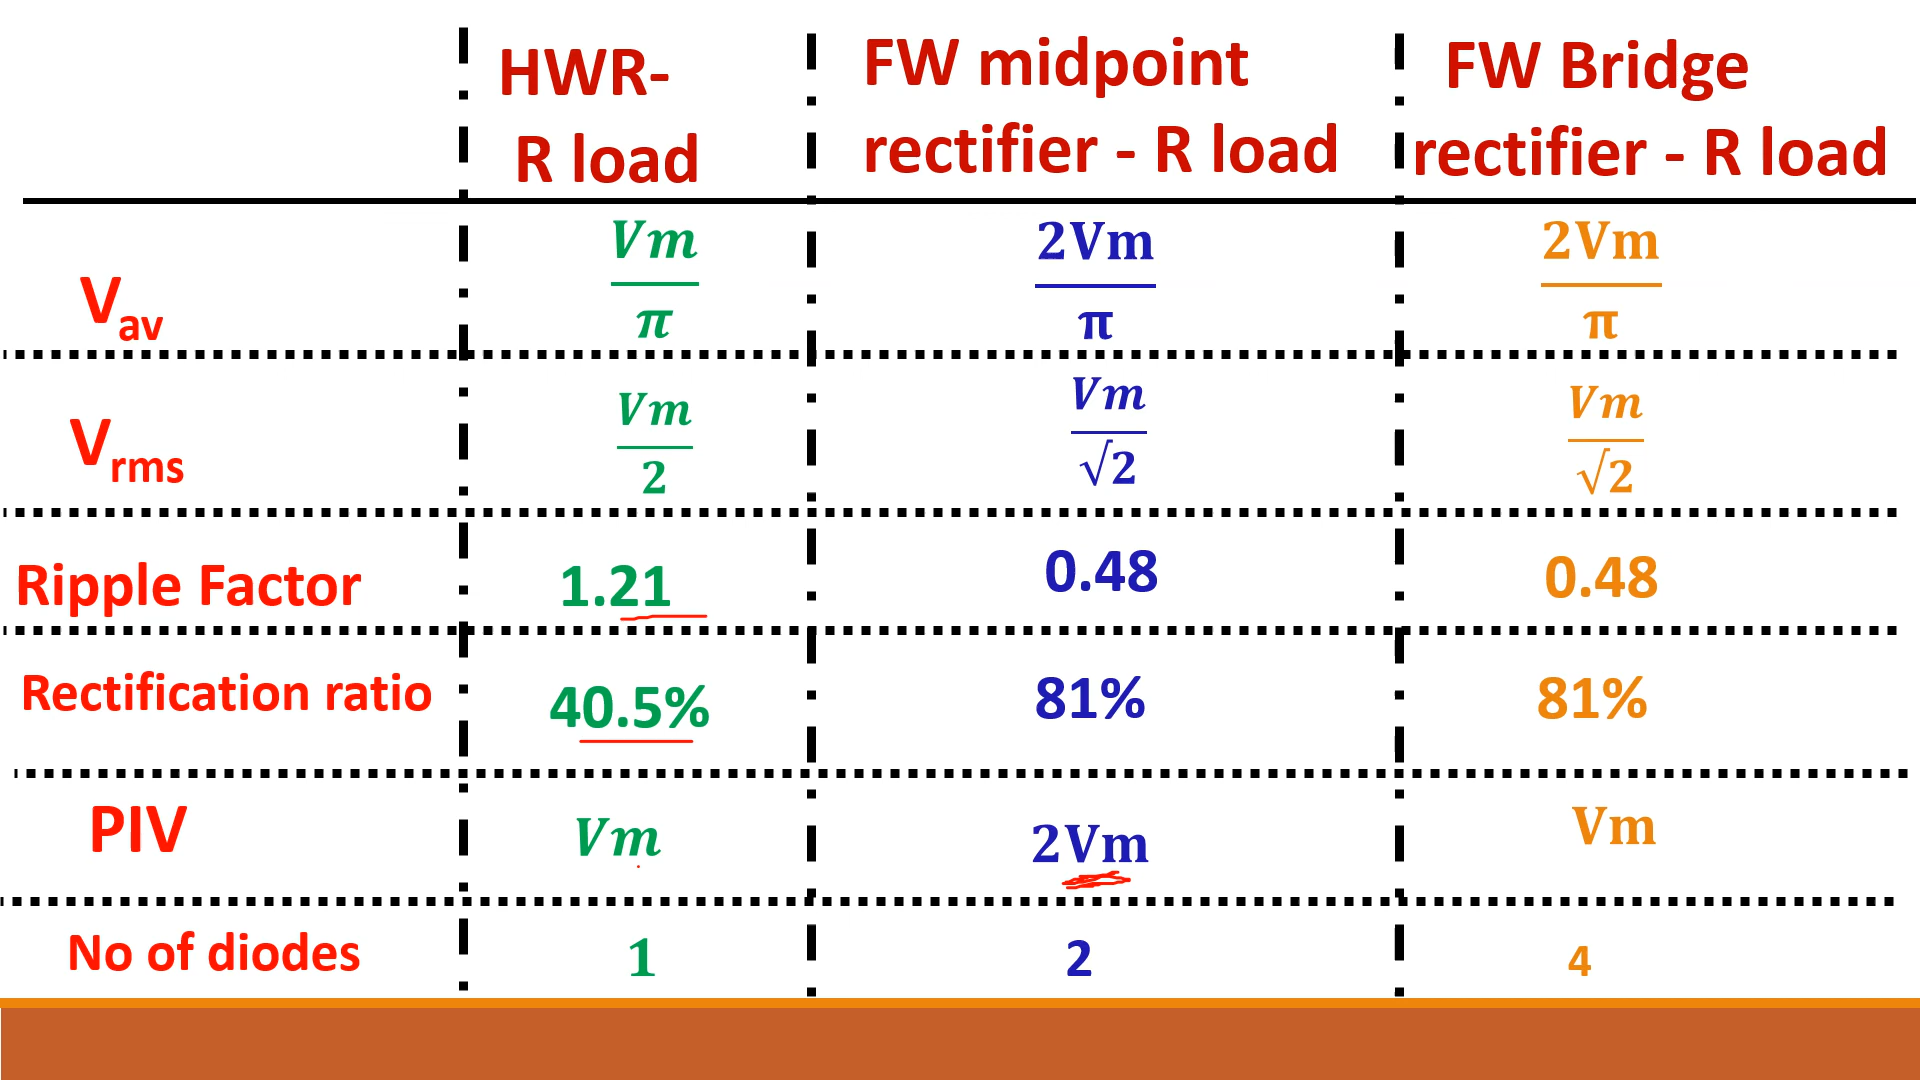 HWR-
R load
FW midpoint
rectifier - R load
FW Bridge
rectifier - R load
Vav
Vm
π
2Vm
π
2Vm
π
Vrms
Vm
2
Vm
√2
Vm
√2
Ripple Factor
1.21
0.48
0.48
Rectification ratio
40.5%
81%
81%
PIV
Vm
2Vm
Vm
No of diodes
1
2
4